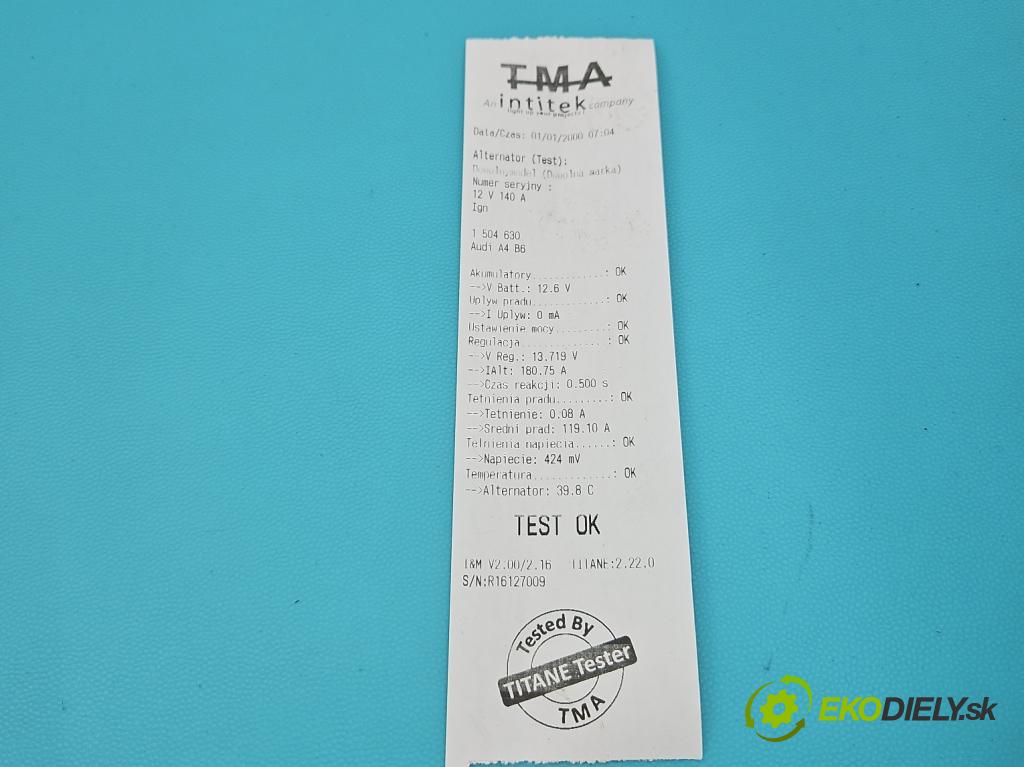 TMA
An intitek company
light up your projects!
Data/Czas: 01/01/2000 07:04
Alternator (Test):
Dowolny model (Dowolna marka)
Numer seryjny :
12 V 140 A
Ign
1 504 630
Audi A4 B6
Akumulatory...........: OK
-->V Batt.: 12.6 V
Uplyw pradu...........: OK
-->I Uplyw: 0 mA
Ustawienie mocy........: OK
Regulacja............. : OK
-->V Reg.: 13.719 V
-->IAlt: 180.75 A
-->Czas reakcji: 0.500 s
Tetnienia pradu........: OK
-->Tetnienie: 0.08 A
-->Sredni prad: 119.10 A
Tetnienia napiecia......: OK
-->Napiecie: 424 mV
Temperatura............: OK
-->Alternator: 39.8 C
TEST OK
T&M V2.00/2.16 TITANE:2.22.0
S/N:R16127009
Tested By
TITANE Tester
TMA
EKODIELY.sk